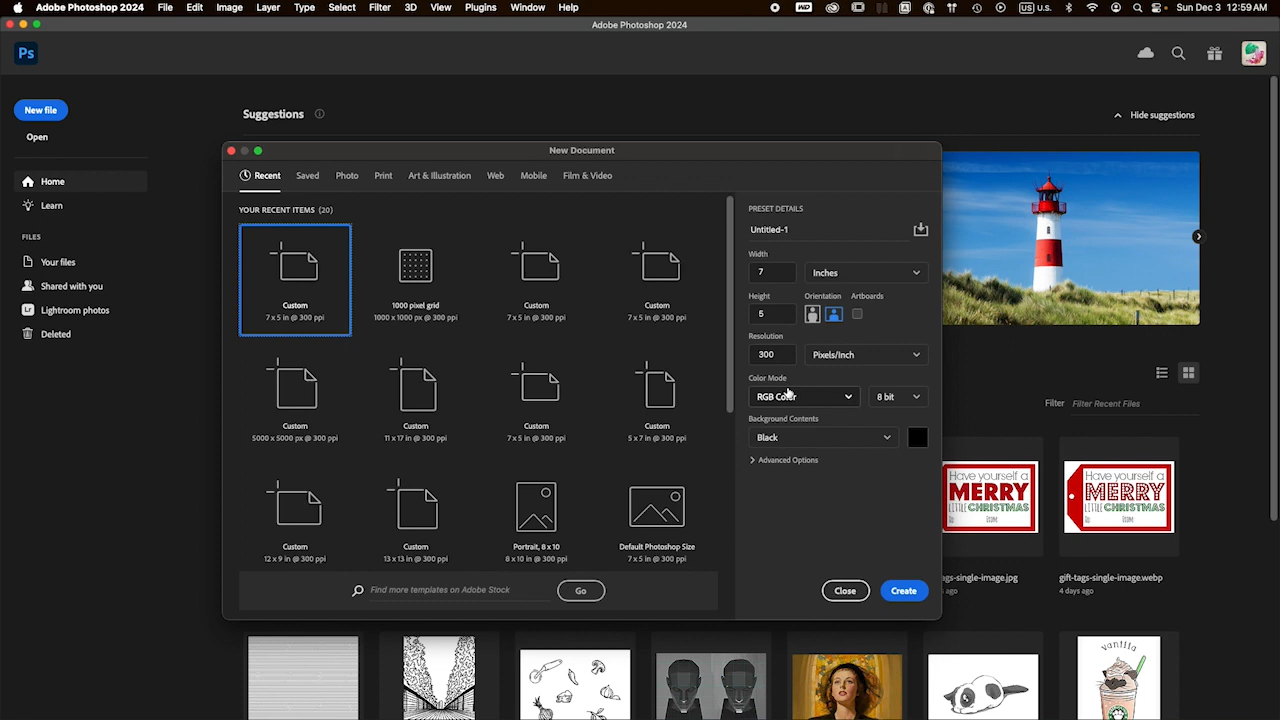 Adobe Photoshop 2024 File Edit Image Layer Type Select Filter 3D View Plugins Window Help
WD A US U.S. Sun Dec 3 12:59 AM
Adobe Photoshop 2024
Ps
New file
Open
Home
Learn
FILES
Your files
Shared with you
Lr Lightroom photos
Deleted
Suggestions
Hide suggestions
New Document
Recent Saved Photo Print Art & Illustration Web Mobile Film & Video
YOUR RECENT ITEMS (20)
Custom
7 x 5 in @ 300 ppi
1000 pixel grid
1000 x 1000 px @ 300 ppi
Custom
7 x 5 in @ 300 ppi
Custom
7 x 5 in @ 300 ppi
Custom
5000 x 5000 px @ 300 ppi
Custom
11 x 17 in @ 300 ppi
Custom
7 x 5 in @ 300 ppi
Custom
5 x 7 in @ 300 ppi
Custom
12 x 9 in @ 300 ppi
Custom
13 x 13 in @ 300 ppi
Portrait, 8 x 10
8 x 10 in @ 300 ppi
Default Photoshop Size
7 x 5 in @ 300 ppi
Find more templates on Adobe Stock
Go
PRESET DETAILS
Untitled-1
Width
7 Inches
Height Orientation Artboards
5
Resolution
300 Pixels/Inch
Color Mode
RGB Color 8 bit
Background Contents
Black
Advanced Options
Close Create
Filter Filter Recent Files
Have yourself a
MERRY
LITTLE CHRISTMAS
FROM:
Have yourself a
MERRY
LITTLE CHRISTMAS
FROM:
ags-single-image.jpg
s ago
gift-tags-single-image.webp
4 days ago
vanilla